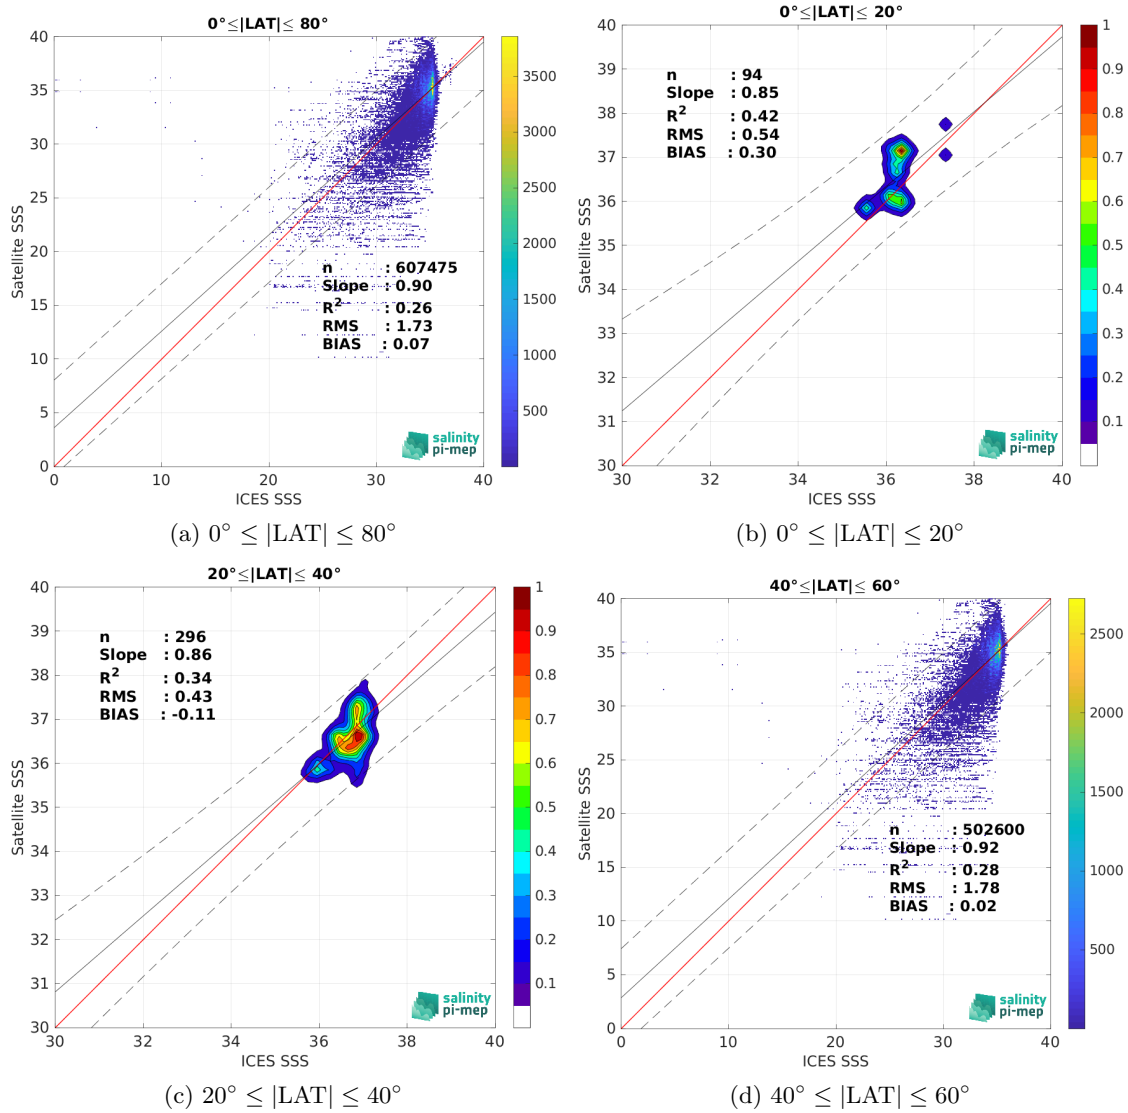 0°≤|LAT|≤ 80°
40
35
30
25
20
15
10
5
0
Satellite SSS
n : 607475
Slope : 0.90
R² : 0.26
RMS : 1.73
BIAS : 0.07
salinity
pi-mep
0 10 20 30 40
ICES SSS
3500
3000
2500
2000
1500
1000
500
(a) 0° ≤ |LAT| ≤ 80°
0°≤|LAT|≤ 20°
40
39
38
37
36
35
34
33
32
31
30
Satellite SSS
n : 94
Slope : 0.85
R² : 0.42
RMS : 0.54
BIAS : 0.30
salinity
pi-mep
30 32 34 36 38 40
ICES SSS
1
0.9
0.8
0.7
0.6
0.5
0.4
0.3
0.2
0.1
(b) 0° ≤ |LAT| ≤ 20°
20°≤|LAT|≤ 40°
40
39
38
37
36
35
34
33
32
31
30
Satellite SSS
n : 296
Slope : 0.86
R² : 0.34
RMS : 0.43
BIAS : -0.11
salinity
pi-mep
30 32 34 36 38 40
ICES SSS
1
0.9
0.8
0.7
0.6
0.5
0.4
0.3
0.2
0.1
(c) 20° ≤ |LAT| ≤ 40°
40°≤|LAT|≤ 60°
40
35
30
25
20
15
10
5
0
Satellite SSS
n : 502600
Slope : 0.92
R² : 0.28
RMS : 1.78
BIAS : 0.02
salinity
pi-mep
0 10 20 30 40
ICES SSS
2500
2000
1500
1000
500
(d) 40° ≤ |LAT| ≤ 60°